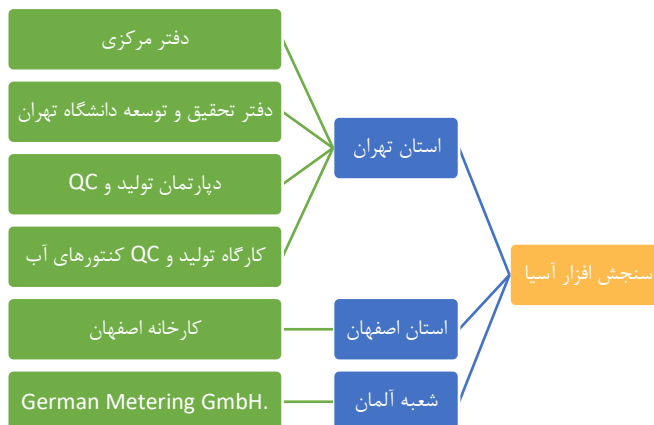 سنجش افزار آسیا
استان تهران
دفتر مرکزی
دفتر تحقیق و توسعه دانشگاه تهران
دپارتمان تولید و QC
کارگاه تولید و QC کنتورهای آب
استان اصفهان
کارخانه اصفهان
شعبه آلمان
German Metering GmbH.